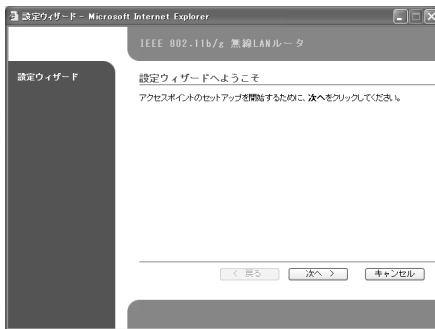 設定ウィザード - Microsoft Internet Explorer
IEEE 802.11b/g 無線LANルータ
設定ウィザード
設定ウィザードへようこそ
アクセスポイントのセットアップを開始するために、次へをクリックしてください。
< 戻る 次へ > キャンセル